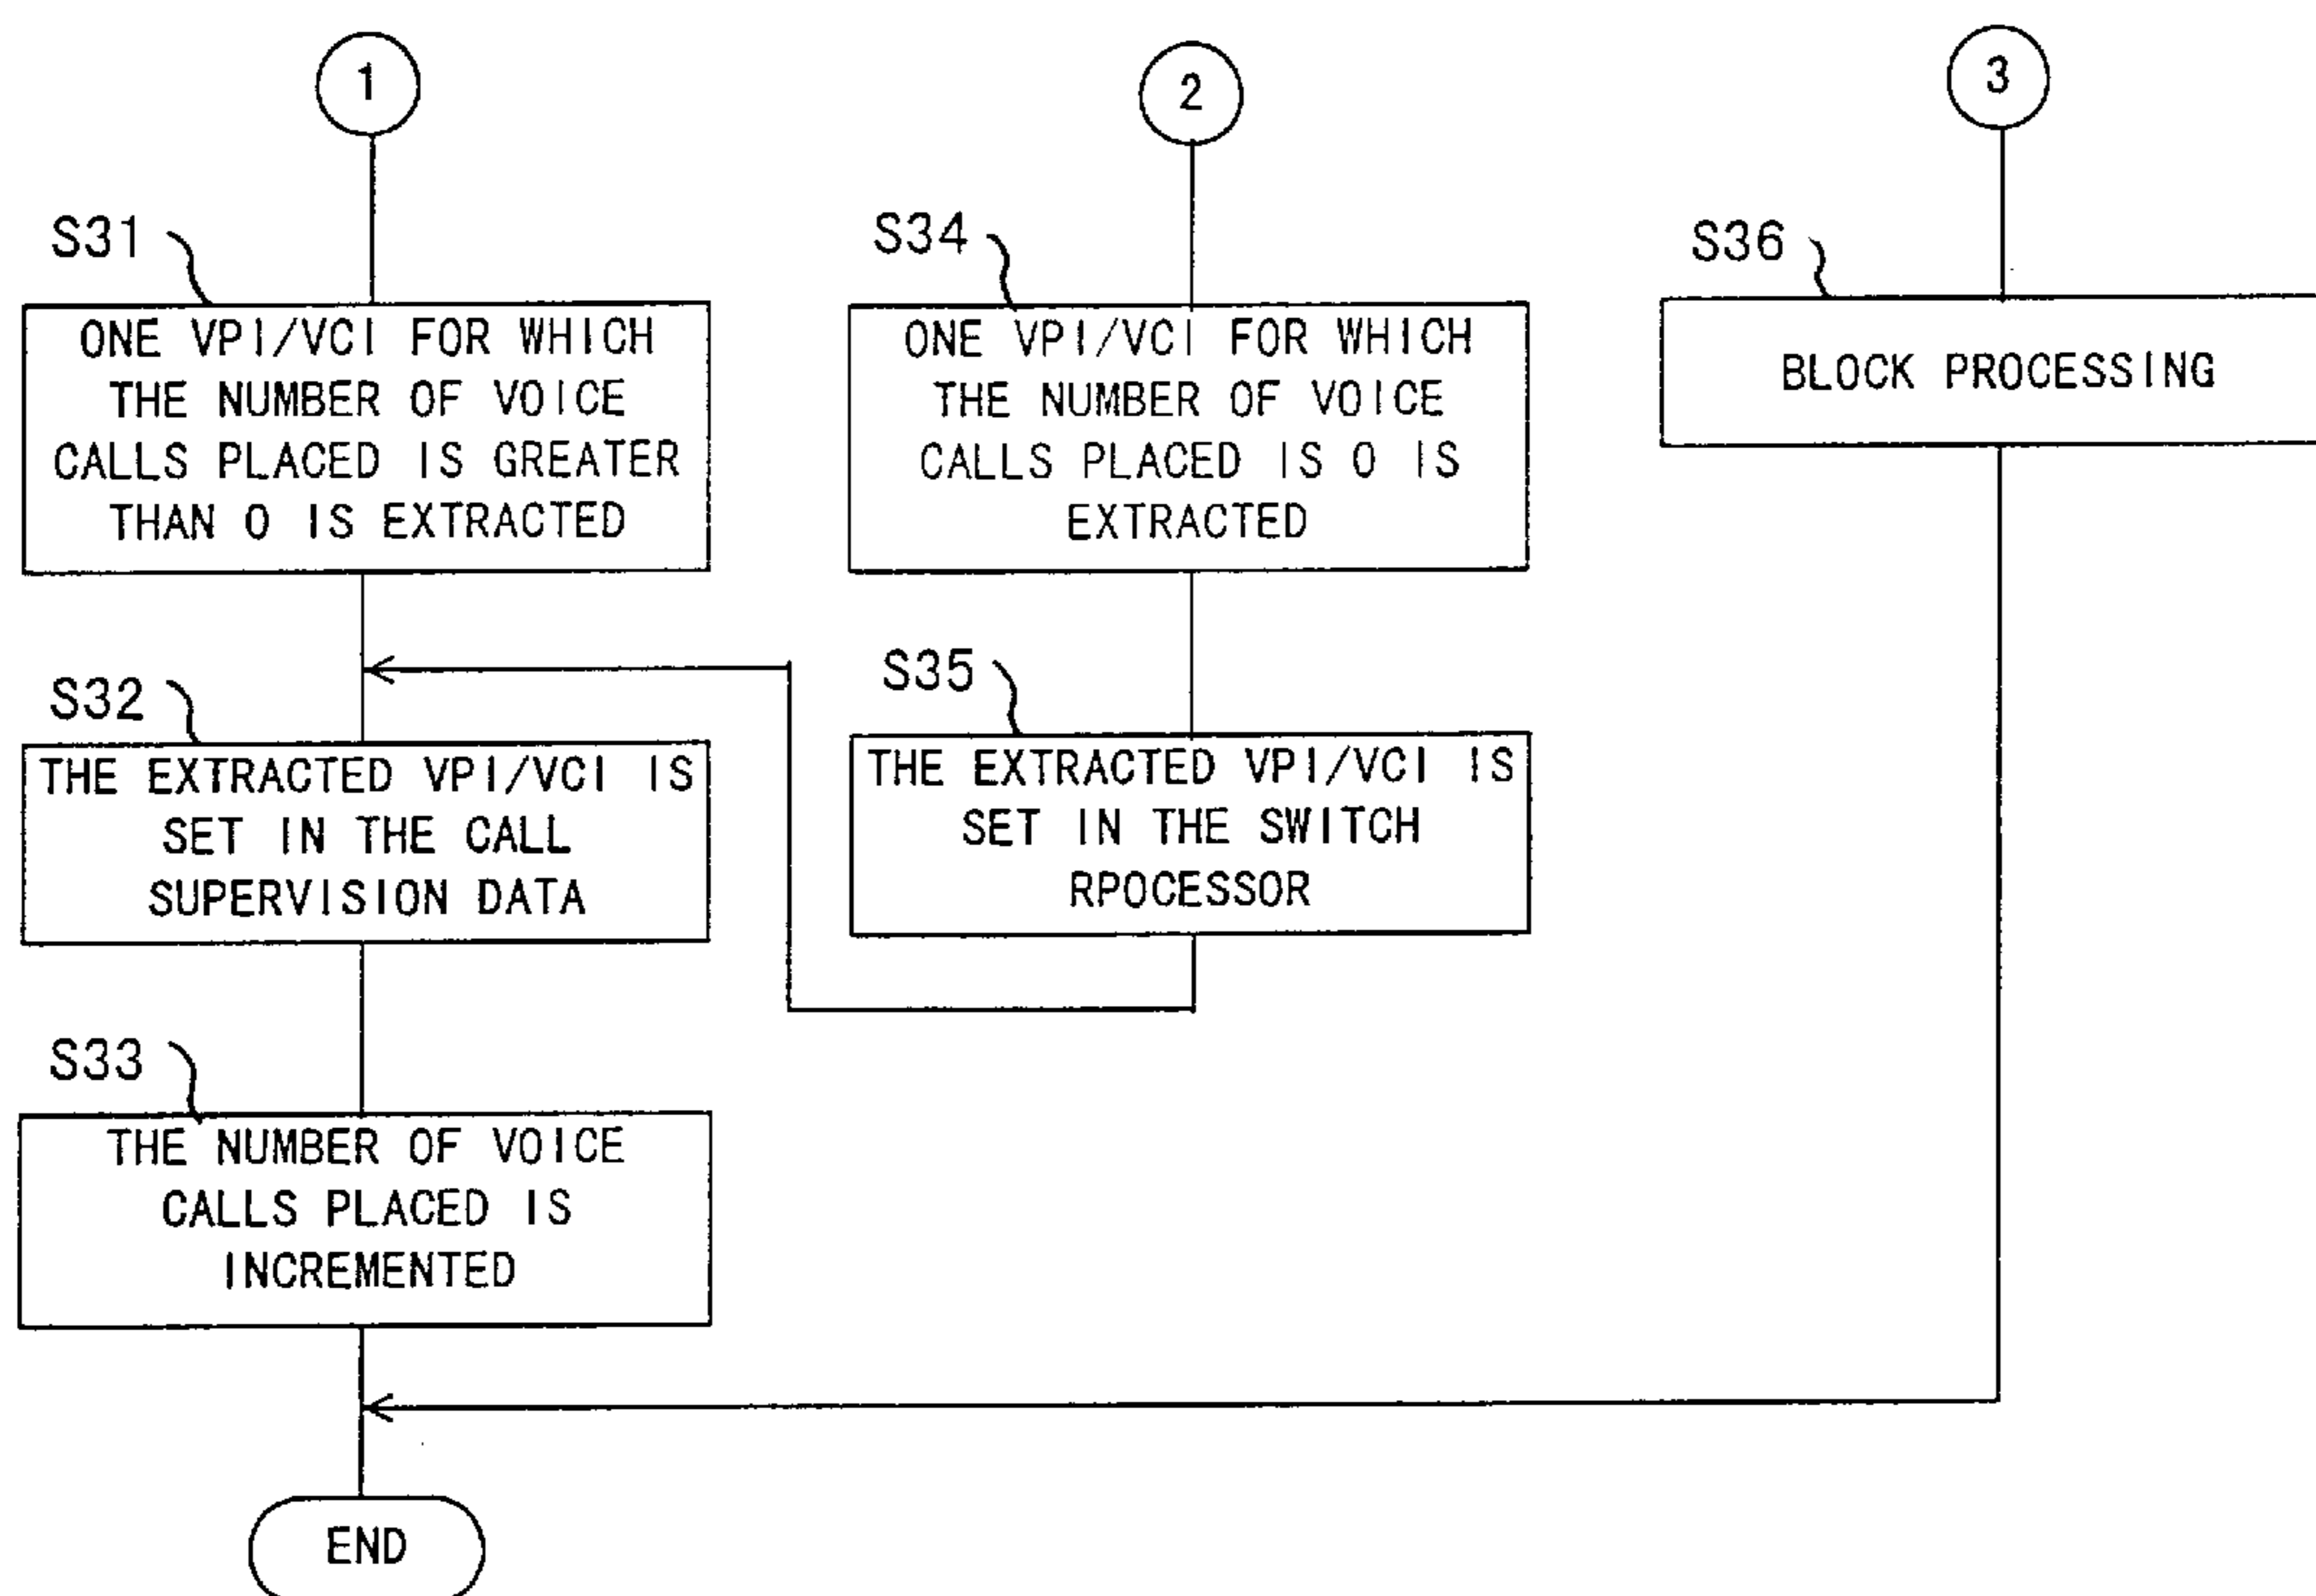 1
S31
ONE VPI/VCI FOR WHICH
THE NUMBER OF VOICE
CALLS PLACED IS GREATER
THAN 0 IS EXTRACTED
S32
THE EXTRACTED VPI/VCI IS
SET IN THE CALL
SUPERVISION DATA
S33
THE NUMBER OF VOICE
CALLS PLACED IS
INCREMENTED
END
2
S34
ONE VPI/VCI FOR WHICH
THE NUMBER OF VOICE
CALLS PLACED IS 0 IS
EXTRACTED
S35
THE EXTRACTED VPI/VCI IS
SET IN THE SWITCH
RPOCESSOR
3
S36
BLOCK PROCESSING